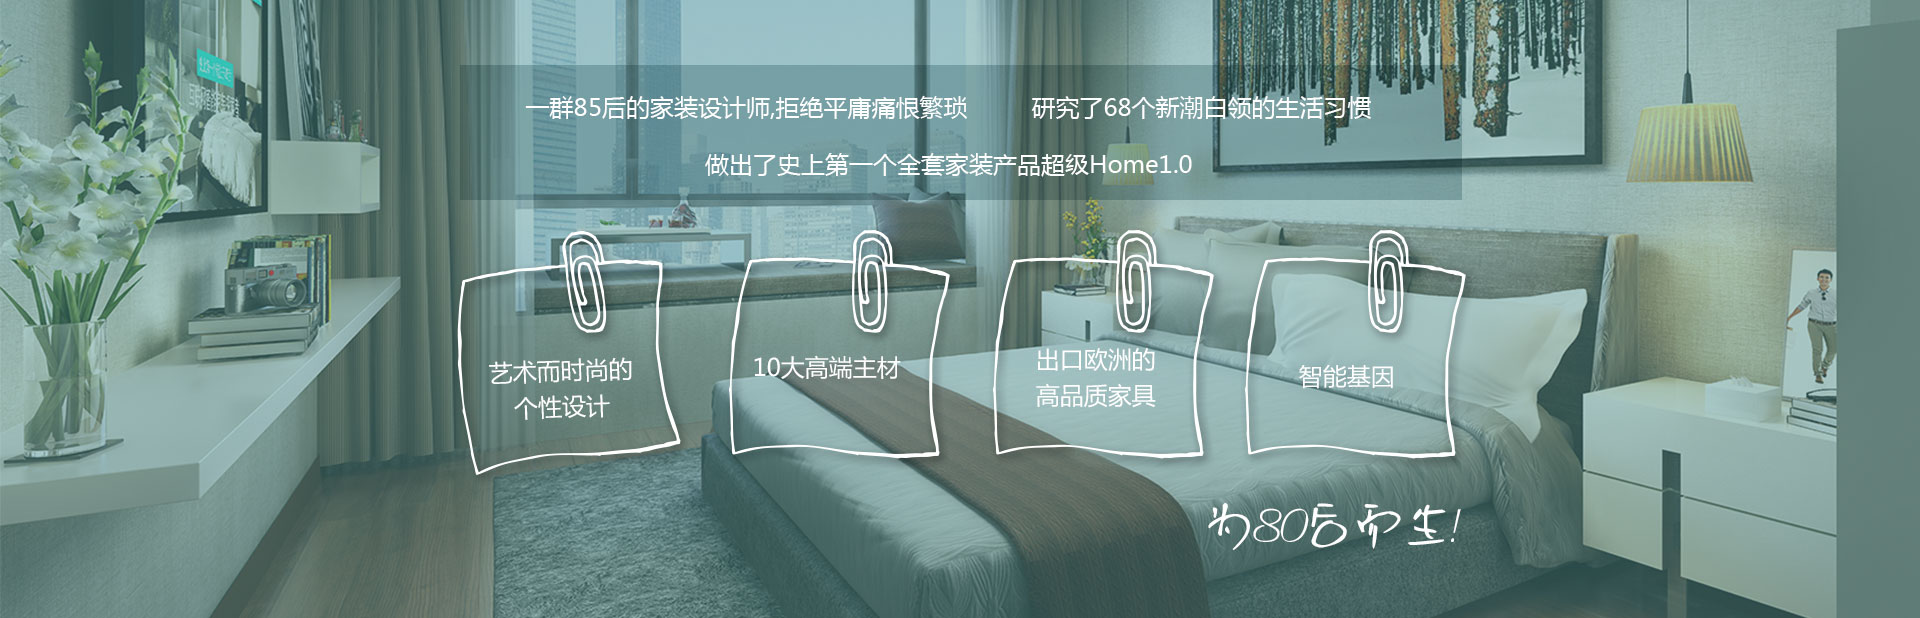 一群85后的家装设计师,拒绝平庸痛恨繁琐 研究了68个新潮白领的生活习惯
做出了史上第一个全套家装产品超级Home1.0
艺术而时尚的
个性设计
10大高端主材
出口欧洲的
高品质家具
智能基因
为80后而生!